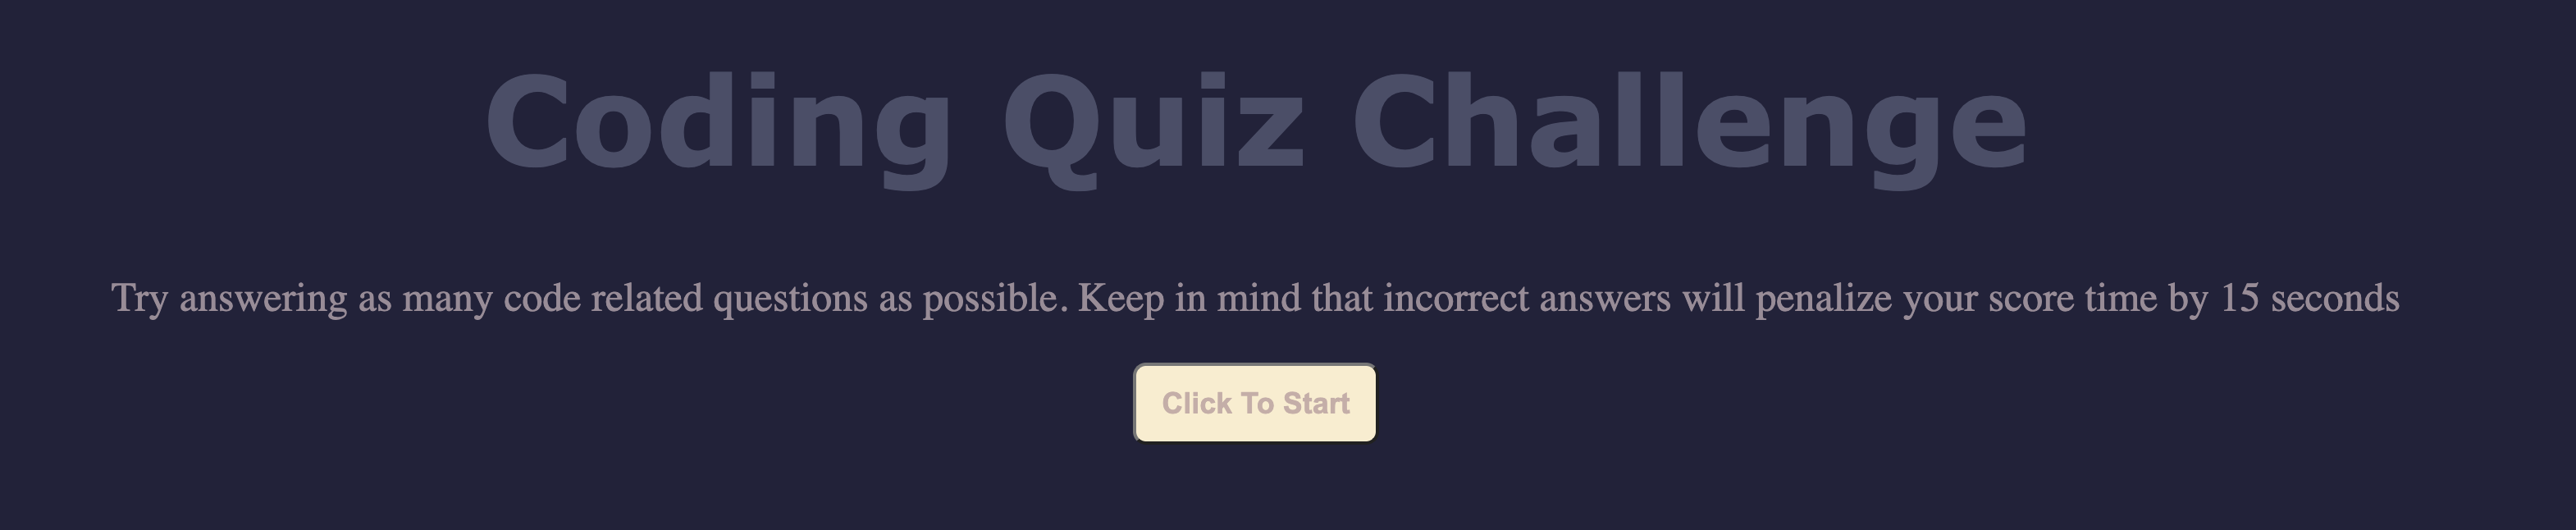 Coding Quiz Challenge
Try answering as many code related questions as possible. Keep in mind that incorrect answers will penalize your score time by 15 seconds
Click To Start